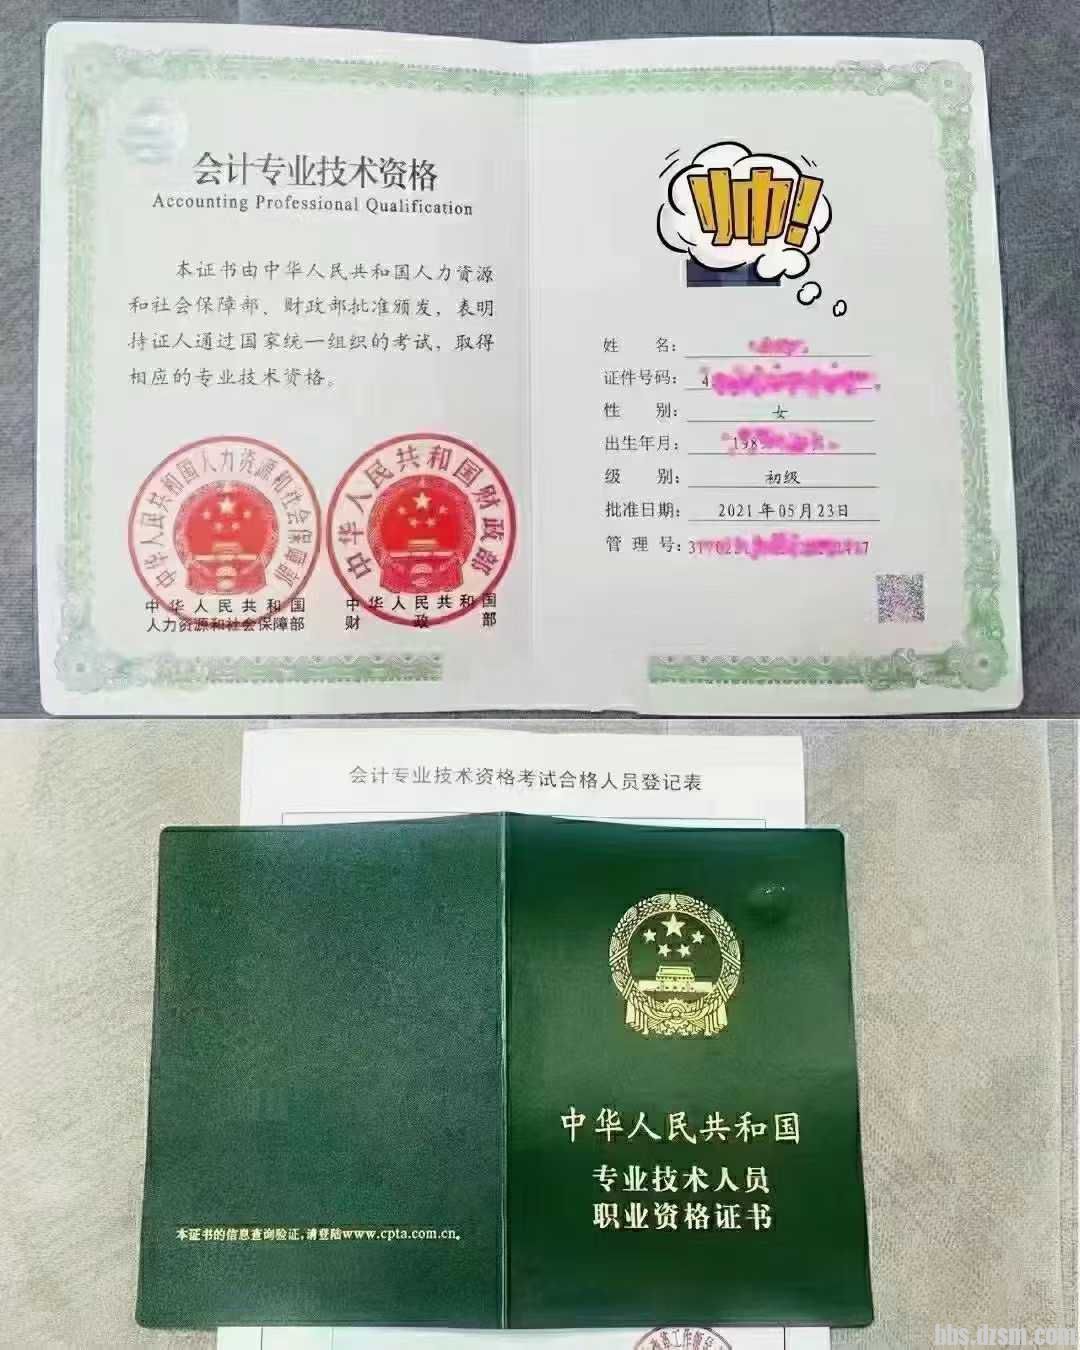 会计专业技术资格
Accounting Professional Qualification
本证书由中华人民共和国人力资源
和社会保障部、财政部批准颁发，表明
持证人通过国家统一组织的考试，取得
相应的专业技术资格。
中华人民共和国人力资源和社会保障部
中华人民共和国财政部
中华人民共和国
人力资源和社会保障部
中华人民共和国
财政部
帅!
姓名：
证件号码：4
性别：女
出生年月：198
级别：初级
批准日期：2021年05月23日
管理号：
会计专业技术资格考试合格人员登记表
中华人民共和国
专业技术人员
职业资格证书
本证书的信息查询验证，请登陆www.cpta.com.cn。
bbs.dzsm.com